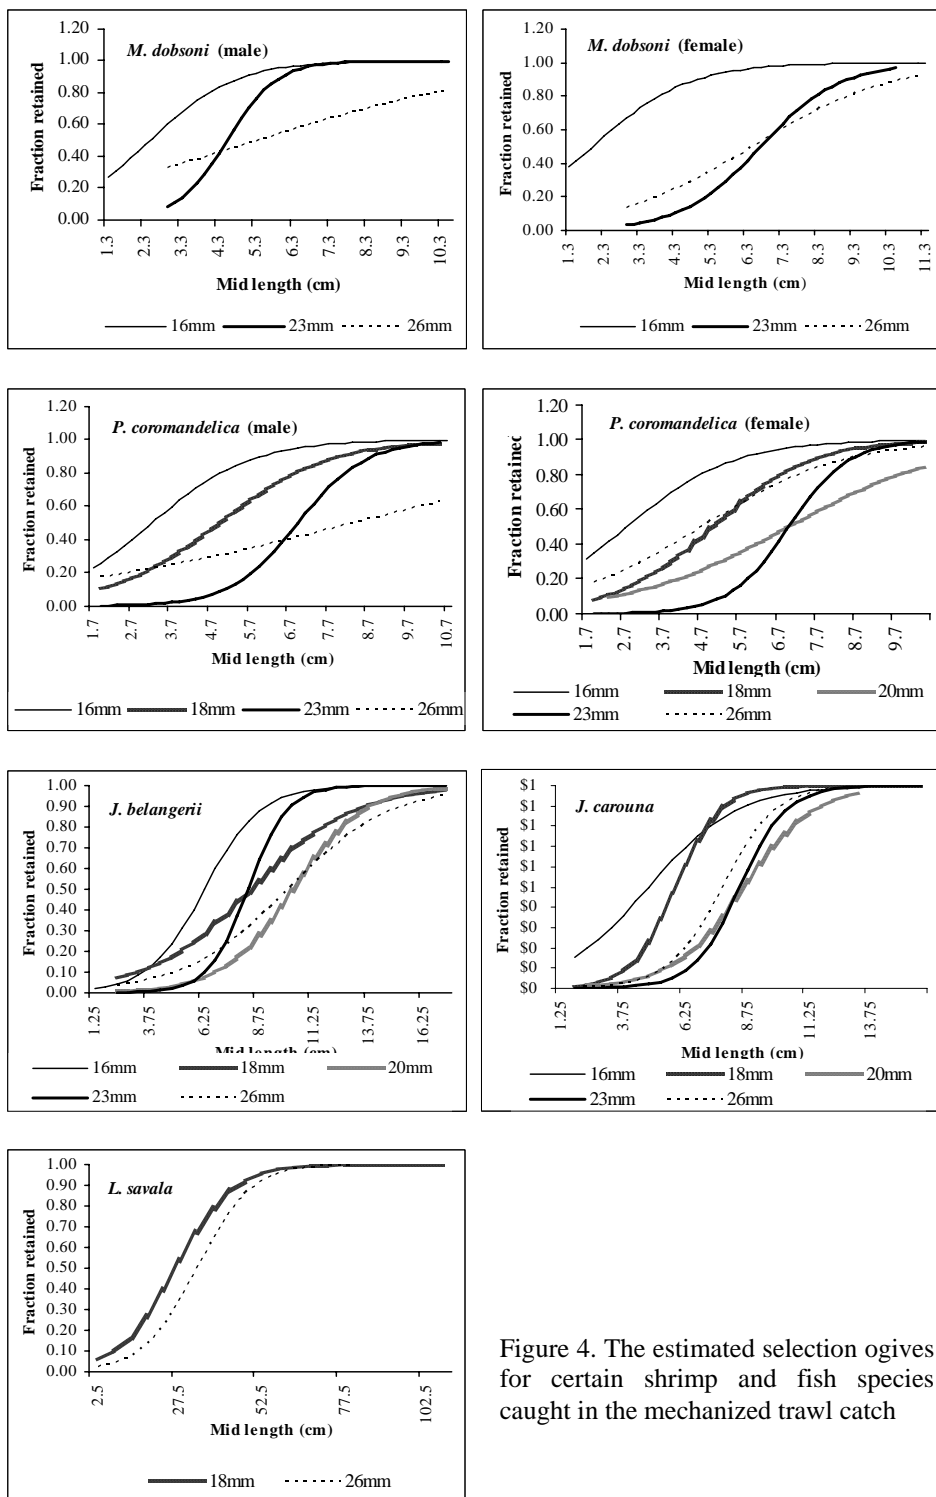 M. dobsoni (male)
Fraction retained
1.20
1.00
0.80
0.60
0.40
0.20
0.00
1.3 2.3 3.3 4.3 5.3 6.3 7.3 8.3 9.3 10.3
Mid length (cm)
16mm 23mm 26mm
M. dobsoni (female)
Fraction retained
1.20
1.00
0.80
0.60
0.40
0.20
0.00
1.3 2.3 3.3 4.3 5.3 6.3 7.3 8.3 9.3 10.3 11.3
Mid length (cm)
16mm 23mm 26mm
P. coromandelica (male)
Fraction retained
1.20
1.00
0.80
0.60
0.40
0.20
0.00
1.7 2.7 3.7 4.7 5.7 6.7 7.7 8.7 9.7 10.7
Mid length (cm)
16mm 18mm 23mm 26mm
P. coromandelica (female)
Fraction retained
1.20
1.00
0.80
0.60
0.40
0.20
0.00
1.7 2.7 3.7 4.7 5.7 6.7 7.7 8.7 9.7
Mid length (cm)
16mm 18mm 20mm
23mm 26mm
J. belangerii
Fraction retained
1.00
0.90
0.80
0.70
0.60
0.50
0.40
0.30
0.20
0.10
0.00
1.25 3.75 6.25 8.75 11.25 13.75 16.25
Mid length (cm)
16mm 18mm 20mm
23mm 26mm
J. carouna
Fraction retained
$1
$1
$1
$1
$1
$1
$0
$0
$0
$0
$0
1.25 3.75 6.25 8.75 11.25 13.75
Mid length (cm)
16mm 18mm 20mm
23mm 26mm
L. savala
Fraction retained
1.00
0.90
0.80
0.70
0.60
0.50
0.40
0.30
0.20
0.10
0.00
2.5 27.5 52.5 77.5 102.5
Mid length (cm)
18mm 26mm
Figure 4. The estimated selection ogives
for certain shrimp and fish species
caught in the mechanized trawl catch